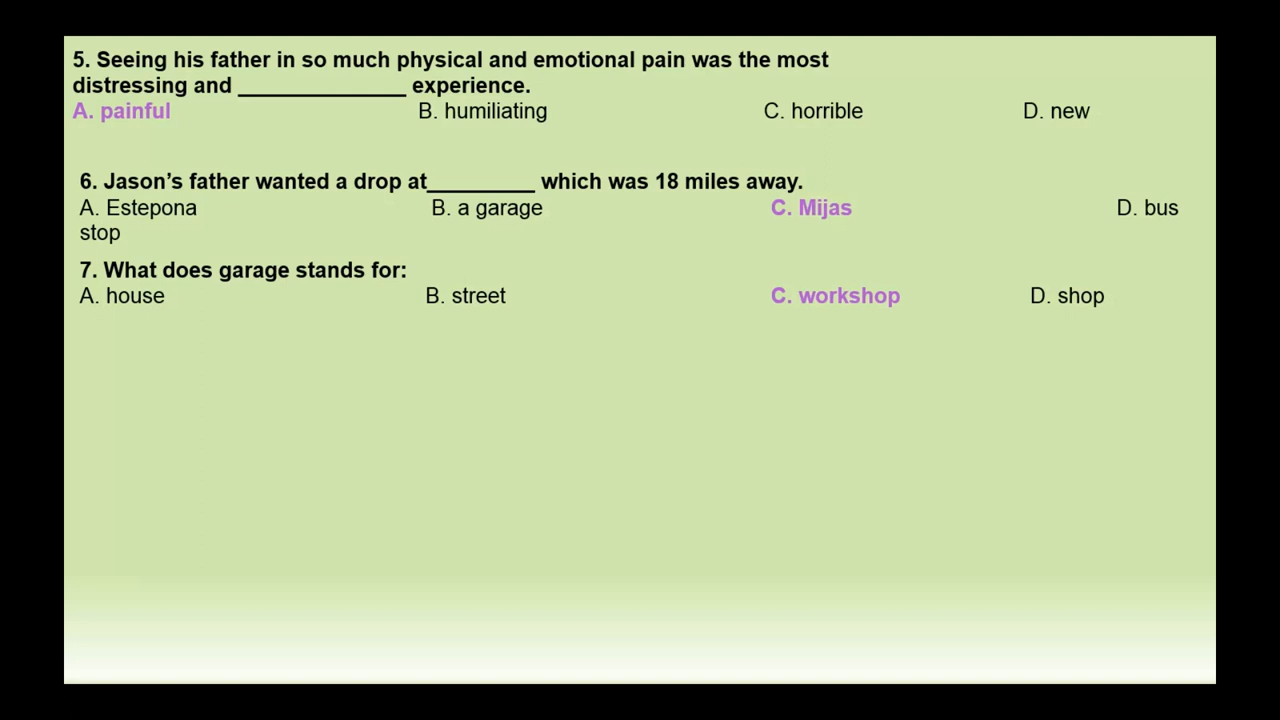 5. Seeing his father in so much physical and emotional pain was the most
distressing and ______________ experience.
A. painful B. humiliating C. horrible D. new
6. Jason’s father wanted a drop at_________ which was 18 miles away.
A. Estepona B. a garage C. Mijas D. bus
stop
7. What does garage stands for:
A. house B. street C. workshop D. shop